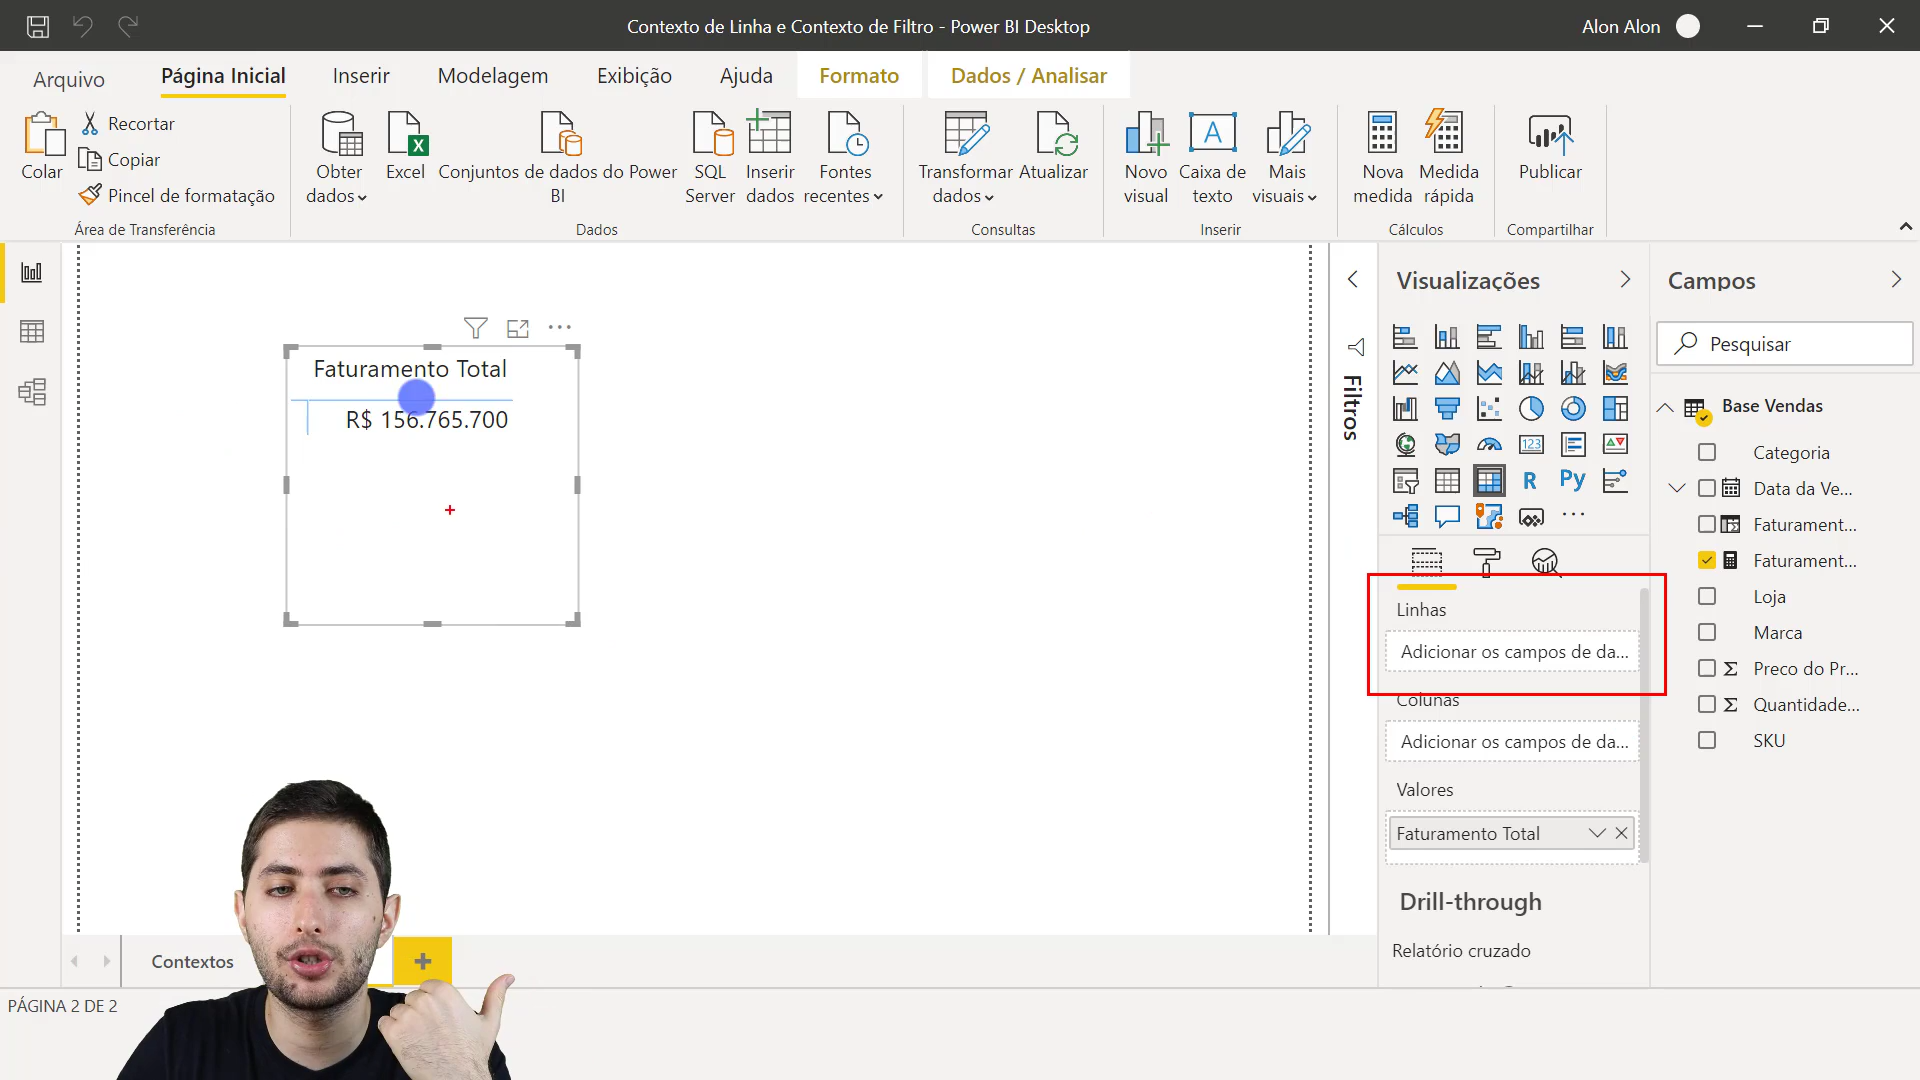 Contexto de Linha e Contexto de Filtro - Power BI Desktop
Alon Alon
Arquivo
Página Inicial
Inserir
Modelagem
Exibição
Ajuda
Formato
Dados / Analisar
Colar
Recortar
Copiar
Pincel de formatação
Área de Transferência
Obter
dados
Excel
Conjuntos de dados do Power
BI
SQL
Server
Inserir
dados
Fontes
recentes
Dados
Transformar
dados
Atualizar
Consultas
Novo
visual
Caixa de
texto
Mais
visuais
Inserir
Nova
medida
Medida
rápida
Cálculos
Publicar
Compartilhar
Faturamento Total
R$ 156.765.700
Filtros
Visualizações
123
R
Py
Linhas
Adicionar os campos de da...
Colunas
Adicionar os campos de da...
Valores
Faturamento Total
Drill-through
Relatório cruzado
Campos
Pesquisar
Base Vendas
Categoria
Data da Ve...
Faturament...
Faturament...
Loja
Marca
Preco do Pr...
Quantidade...
SKU
Contextos
PÁGINA 2 DE 2